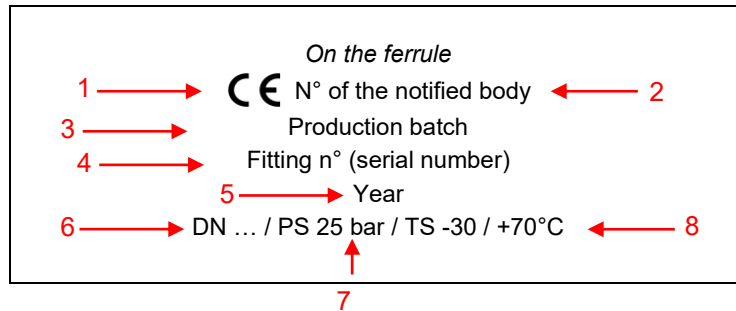 On the ferrule
1 CE N° of the notified body 2
3 Production batch
4 Fitting n° (serial number)
5 Year
6 DN … / PS 25 bar / TS -30 / +70°C 8
7